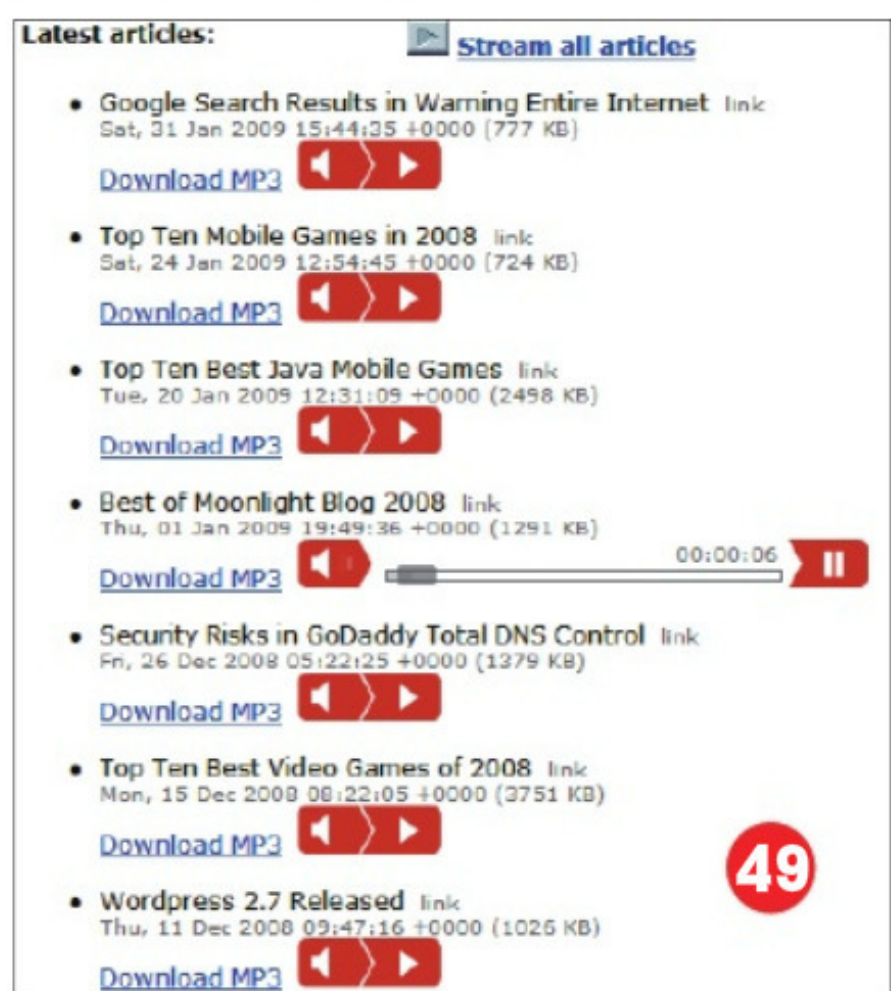 Latest articles: Stream all articles
Google Search Results in Warning Entire Internet link
Sat, 31 Jan 2009 15:44:35 +0000 (777 KB)
Download MP3
Top Ten Mobile Games in 2008 link
Sat, 24 Jan 2009 12:54:45 +0000 (724 KB)
Download MP3
Top Ten Best Java Mobile Games link
Tue, 20 Jan 2009 12:31:09 +0000 (2498 KB)
Download MP3
Best of Moonlight Blog 2008 link
Thu, 01 Jan 2009 19:49:36 +0000 (1291 KB)
00:00:06
Download MP3
Security Risks in GoDaddy Total DNS Control link
Fri, 26 Dec 2008 05:22:25 +0000 (1379 KB)
Download MP3
Top Ten Best Video Games of 2008 link
Mon, 15 Dec 2008 08:22:05 +0000 (3751 KB)
Download MP3
49
Wordpress 2.7 Released link
Thu, 11 Dec 2008 09:47:16 +0000 (1026 KB)
Download MP3